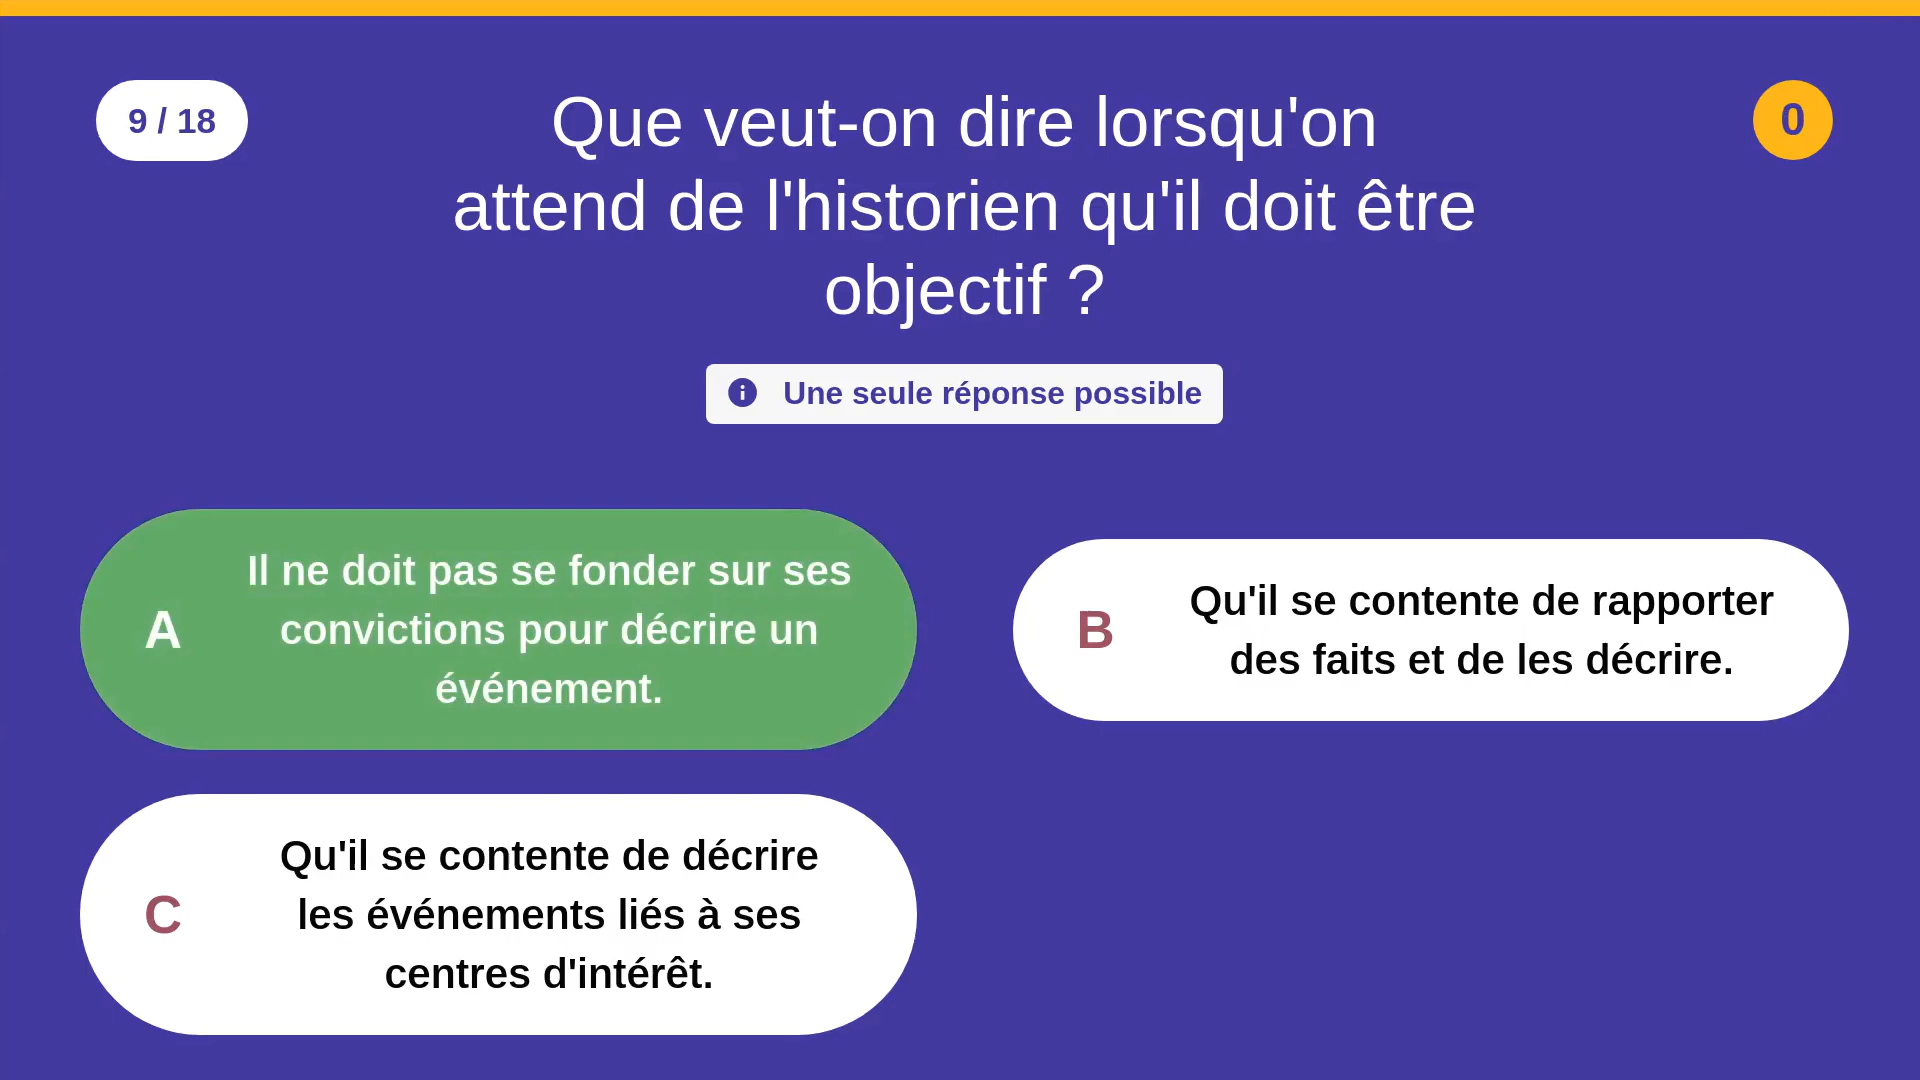 9 / 18
Que veut-on dire lorsqu'on
attend de l'historien qu'il doit être
objectif ?
0
Une seule réponse possible
A
Il ne doit pas se fonder sur ses
convictions pour décrire un
événement.
B
Qu'il se contente de rapporter
des faits et de les décrire.
C
Qu'il se contente de décrire
les événements liés à ses
centres d'intérêt.